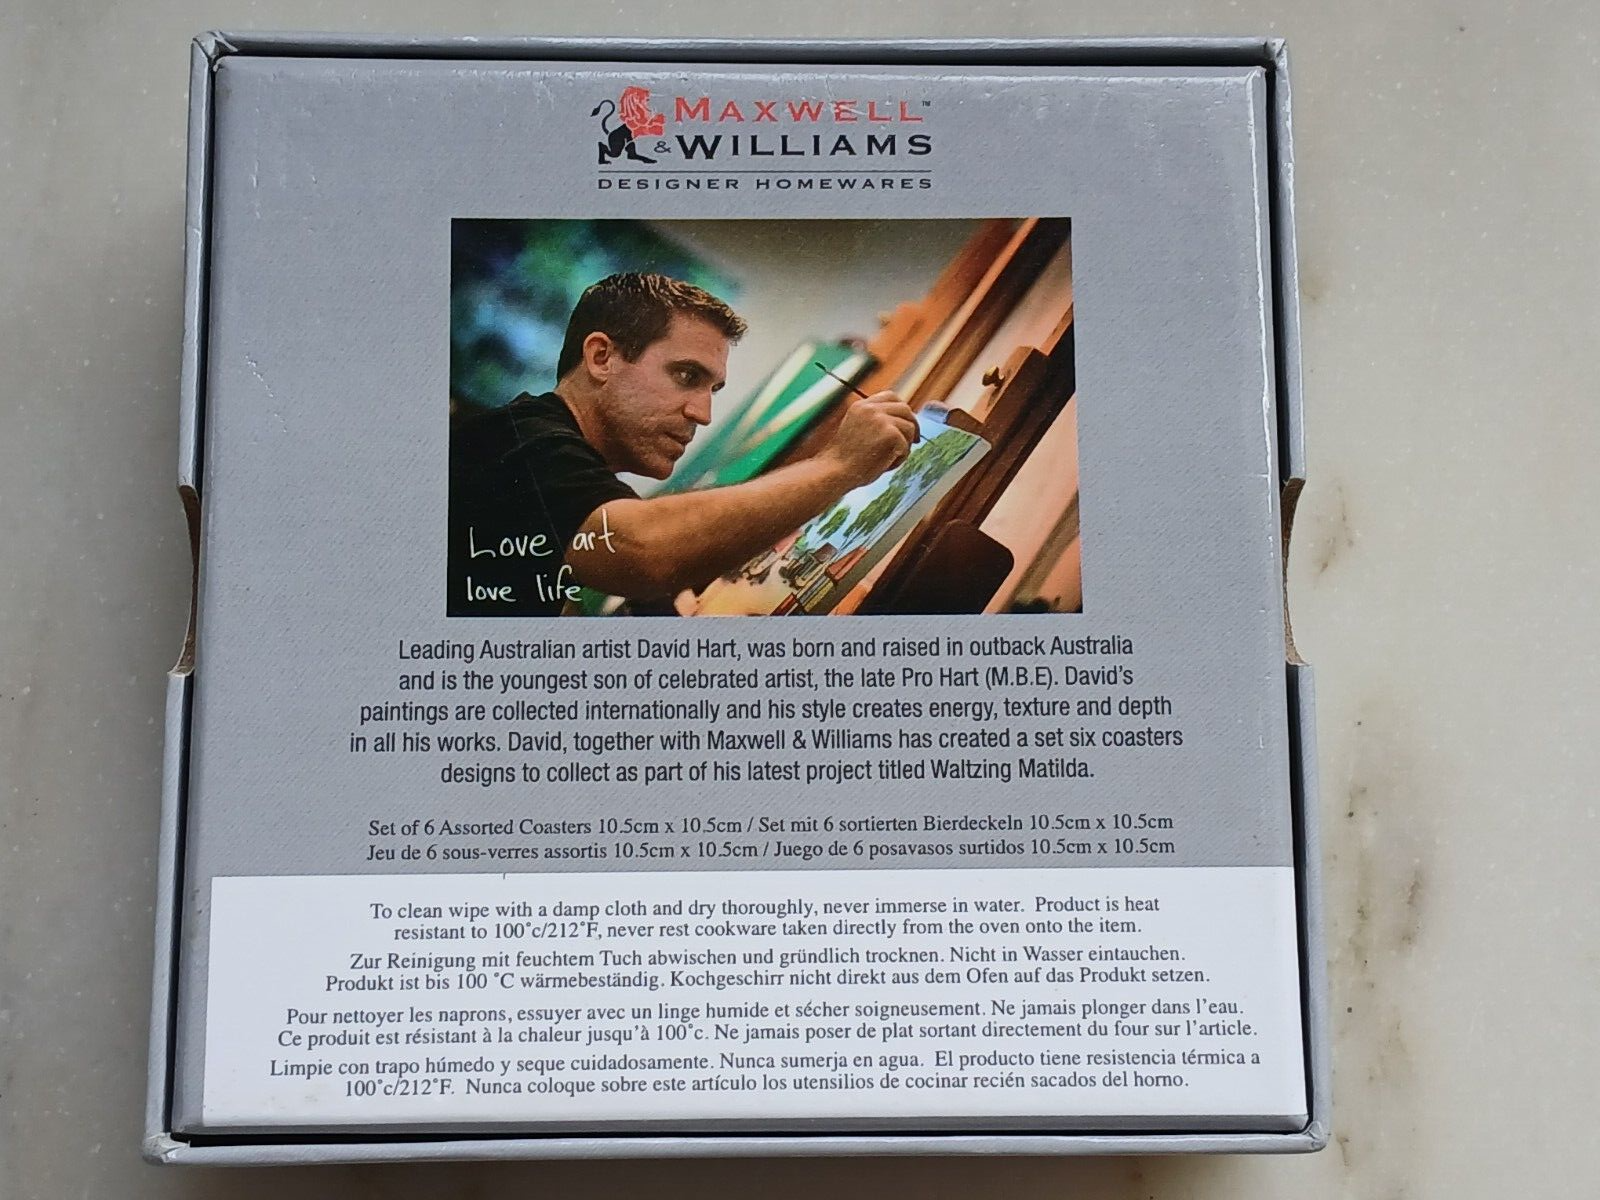 MAXWELL™
& WILLIAMS
DESIGNER HOMEWARES
Love art
love life
Leading Australian artist David Hart, was born and raised in outback Australia
and is the youngest son of celebrated artist, the late Pro Hart (M.B.E). David's
paintings are collected internationally and his style creates energy, texture and depth
in all his works. David, together with Maxwell & Williams has created a set six coasters
designs to collect as part of his latest project titled Waltzing Matilda.
Set of 6 Assorted Coasters 10.5cm x 10.5cm / Set mit 6 sortierten Bierdeckeln 10.5cm x 10.5cm
Jeu de 6 sous-verres assortis 10.5cm x 10.5cm / Juego de 6 posavasos surtidos 10.5cm x 10.5cm
To clean wipe with a damp cloth and dry thoroughly, never immerse in water. Product is heat
resistant to 100˚c/212˚F, never rest cookware taken directly from the oven onto the item.
Zur Reinigung mit feuchtem Tuch abwischen und gründlich trocknen. Nicht in Wasser eintauchen.
Produkt ist bis 100 ˚C wärmebeständig. Kochgeschirr nicht direkt aus dem Ofen auf das Produkt setzen.
Pour nettoyer les naprons, essuyer avec un linge humide et sécher soigneusement. Ne jamais plonger dans l'eau.
Ce produit est résistant à la chaleur jusqu'à 100˚c. Ne jamais poser de plat sortant directement du four sur l'article.
Limpie con trapo húmedo y seque cuidadosamente. Nunca sumerja en agua. El producto tiene resistencia térmica a
100˚c/212˚F. Nunca coloque sobre este artículo los utensilios de cocinar recién sacados del horno.